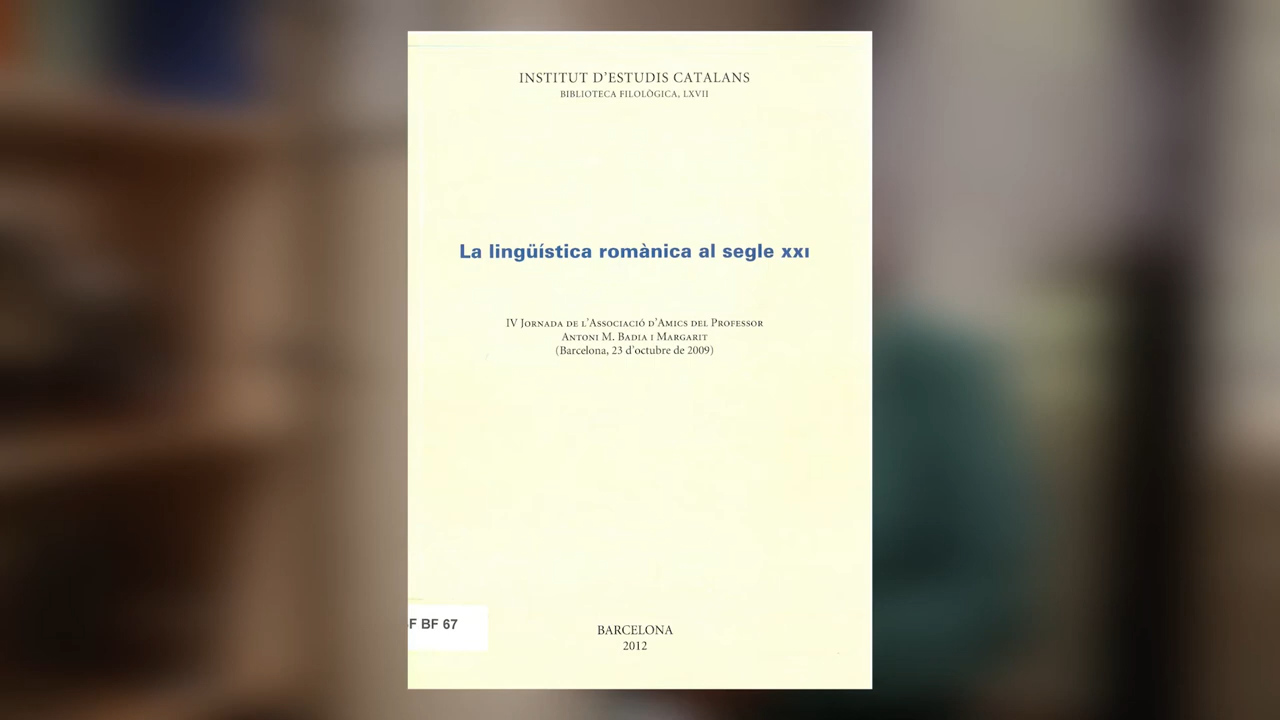 INSTITUT D'ESTUDIS CATALANS
BIBLIOTECA FILOLÒGICA, LXVII
La lingüística romànica al segle XXI
IV Jornada de l'Associació d'Amics del Professor
Antoni M. Badia i Margarit
(Barcelona, 23 d'octubre de 2009)
F BF 67
BARCELONA
2012